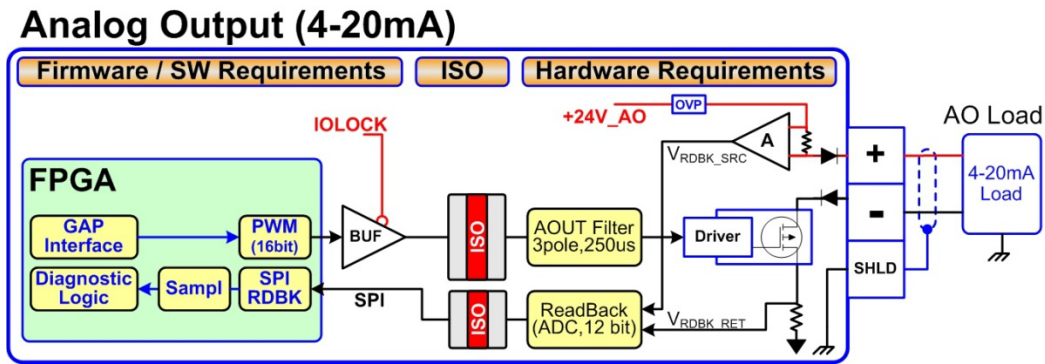 Analog Output (4-20mA)
Firmware / SW Requirements
ISO
Hardware Requirements
OVP
+24V_AO
AO Load
IOLOCK
A
VRDBK_SRC
+
4-20mA
Load
FPGA
GAP
Interface
PWM
(16bit)
BUF
ISO
AOUT Filter
3pole,250us
Driver
-
SHLD
Diagnostic
Logic
Sampl
SPI
RDBK
SPI
ISO
ReadBack
(ADC,12 bit)
VRDBK_RET